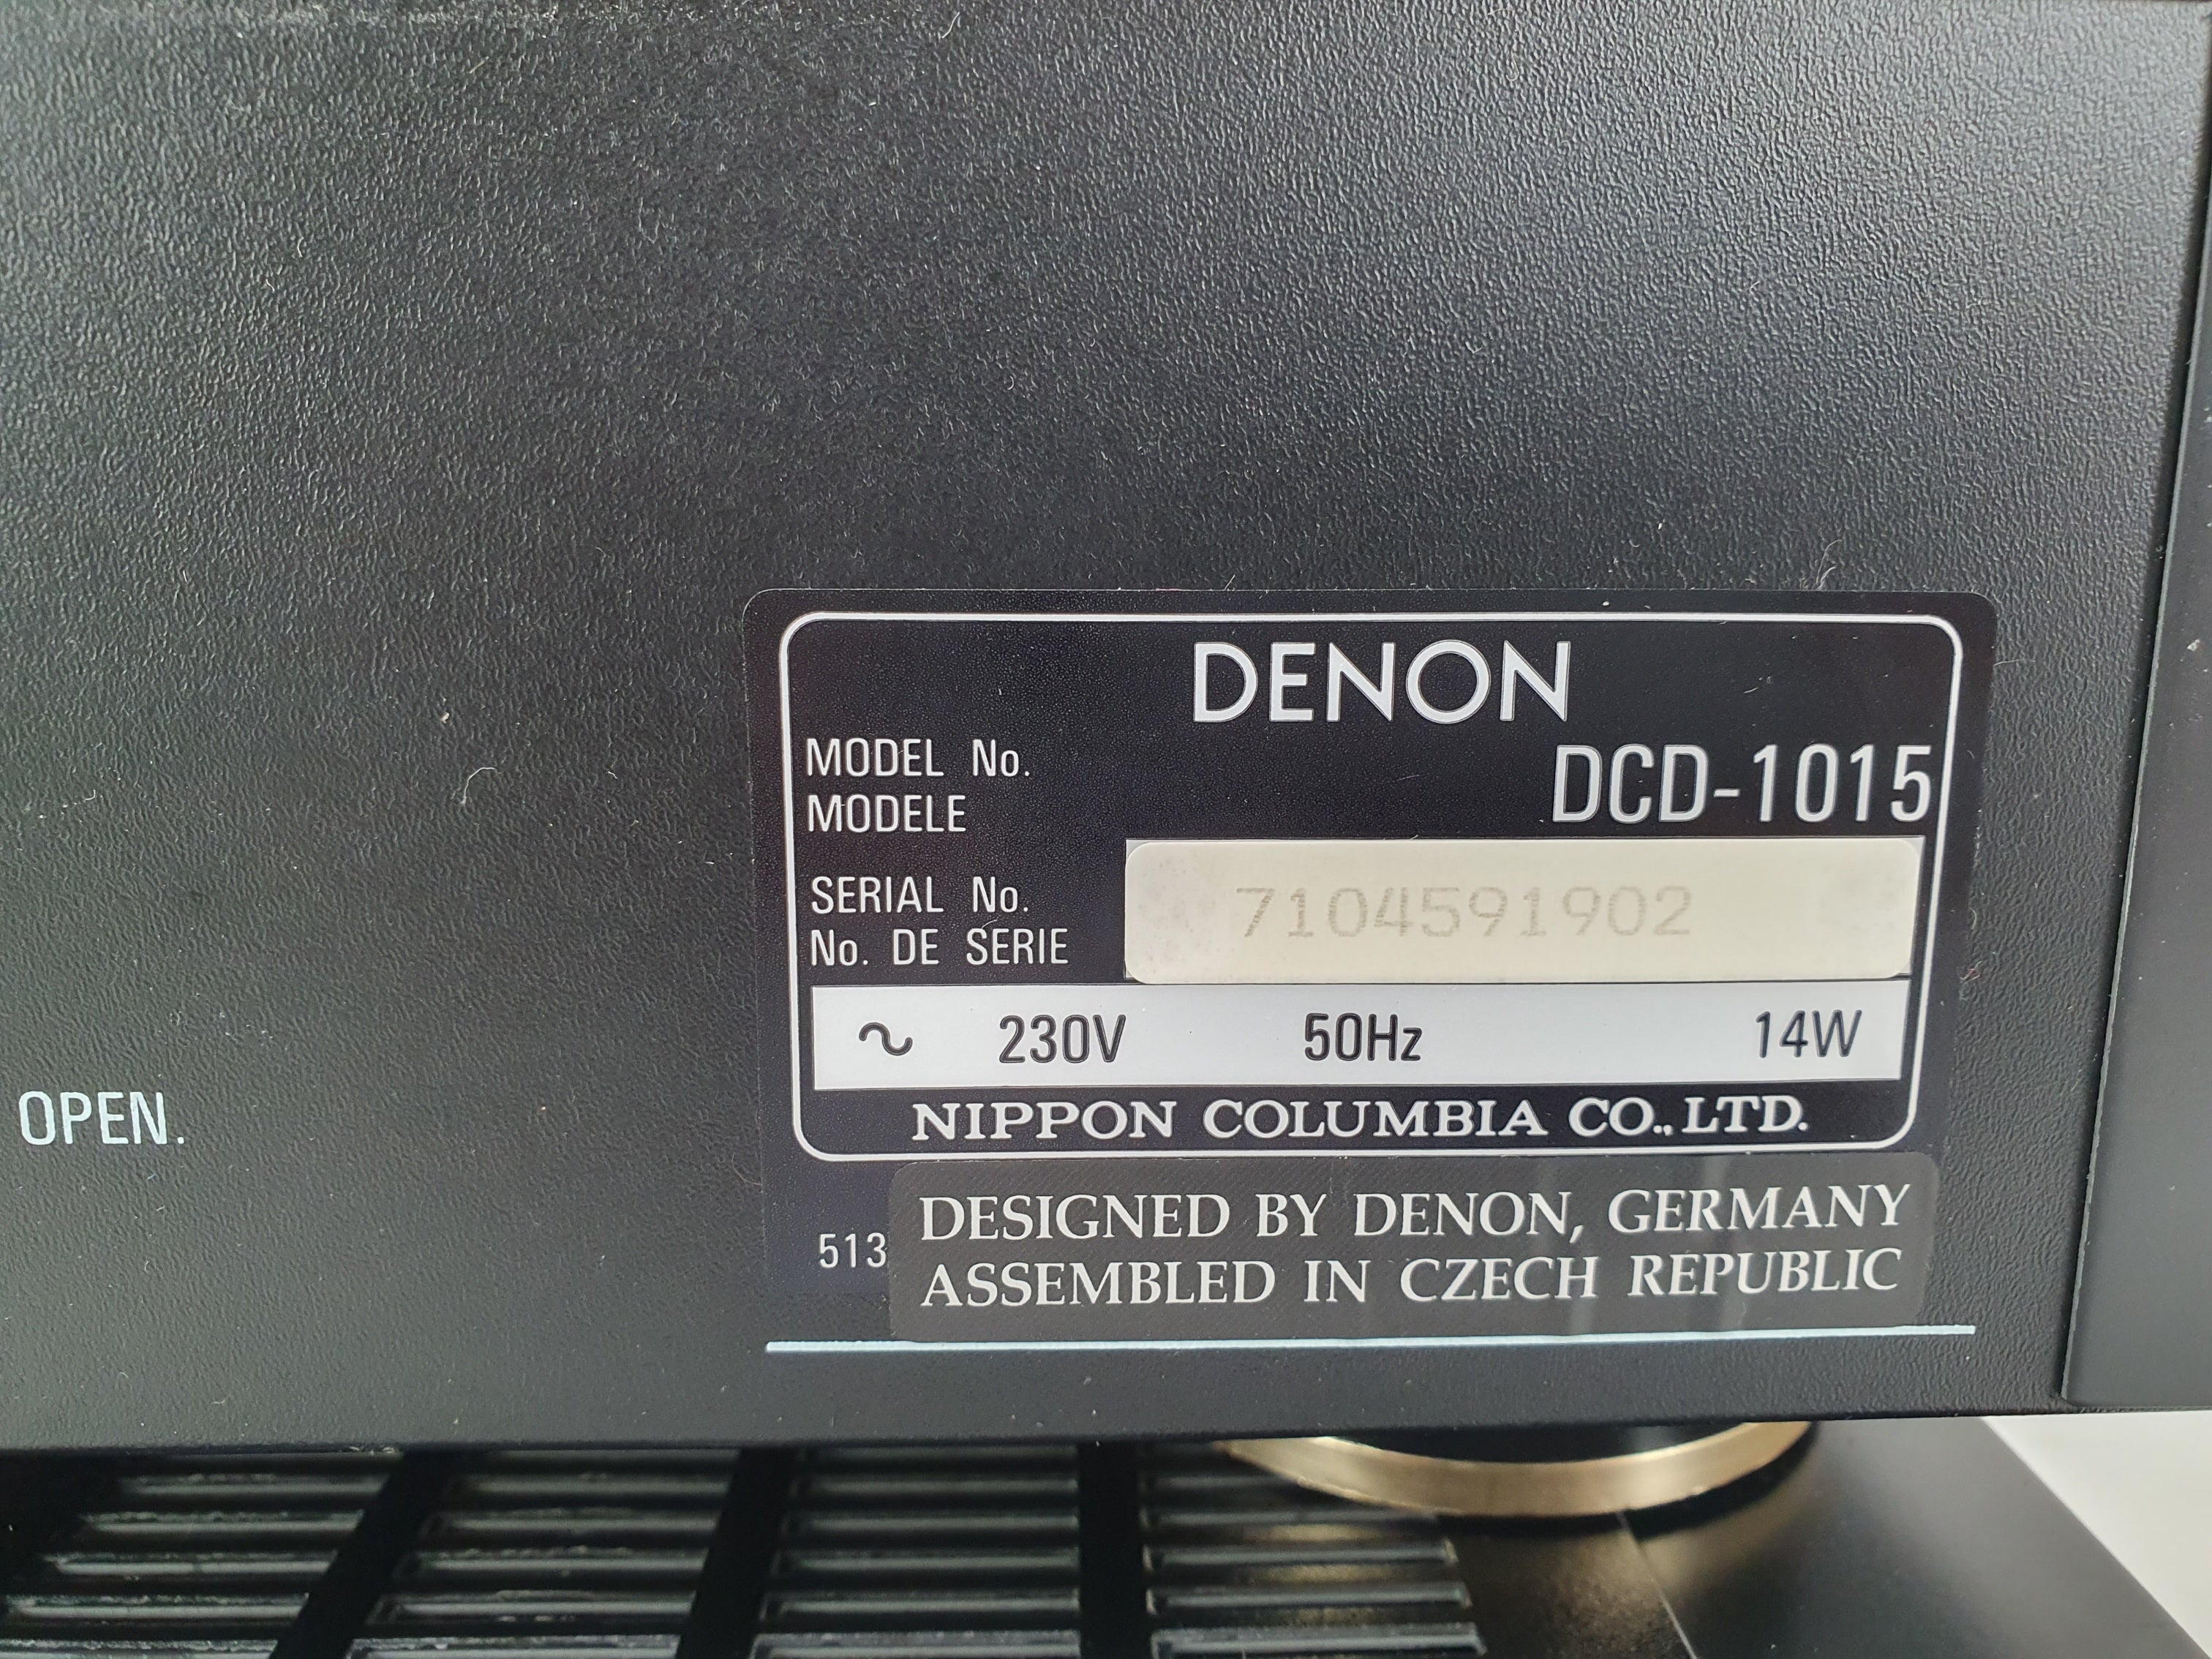 DENON
MODEL No.
MODELE
DCD-1015
SERIAL No.
No. DE SERIE
7104591902
~ 230V 50Hz 14W
NIPPON COLUMBIA CO., LTD.
OPEN.
513
DESIGNED BY DENON, GERMANY
ASSEMBLED IN CZECH REPUBLIC